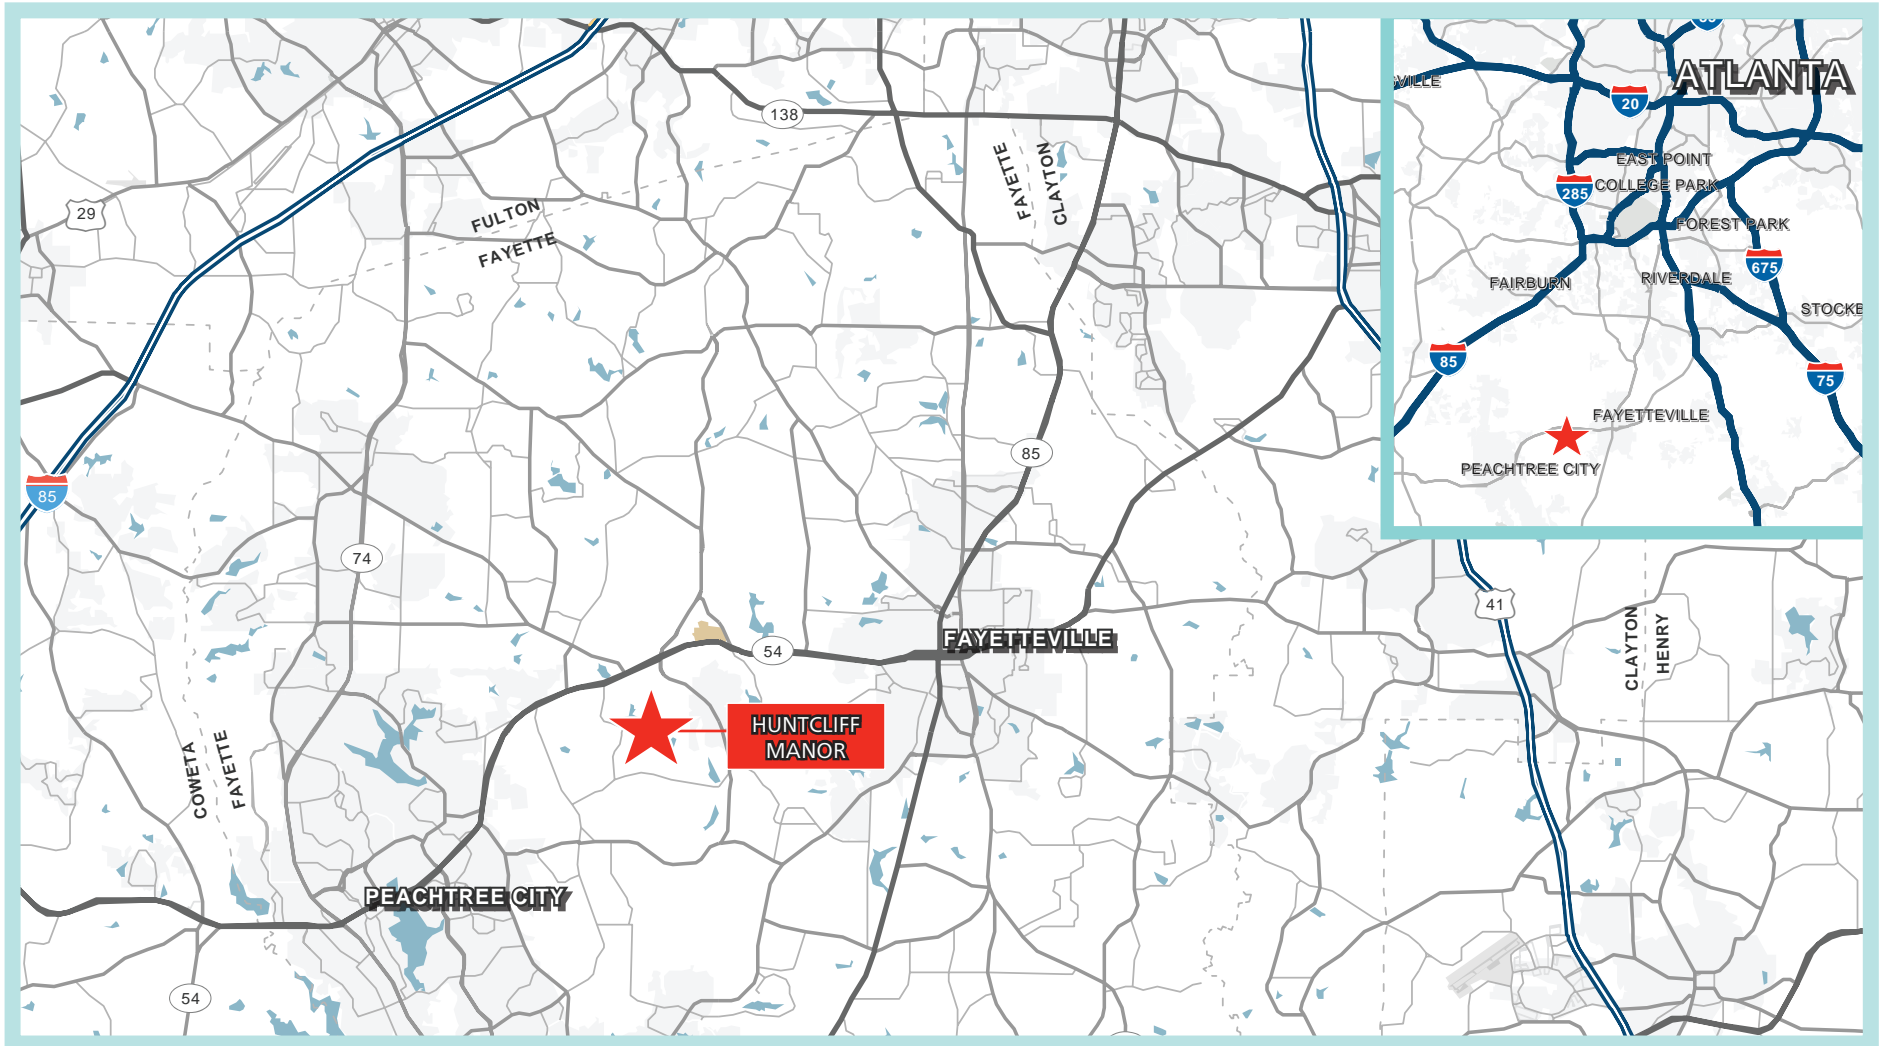 138
29
FULTON
FAYETTE
FAYETTE
CLAYTON
85
85
74
54
FAYETTEVILLE
HUNTCLIFF
MANOR
COWETA
FAYETTE
PEACHTREE CITY
54
41
CLAYTON
HENRY
ATLANTA
VILLE
20
EAST POINT
285
COLLEGE PARK
FOREST PARK
675
FAIRBURN
RIVERDALE
STOCKB
85
75
FAYETTEVILLE
PEACHTREE CITY